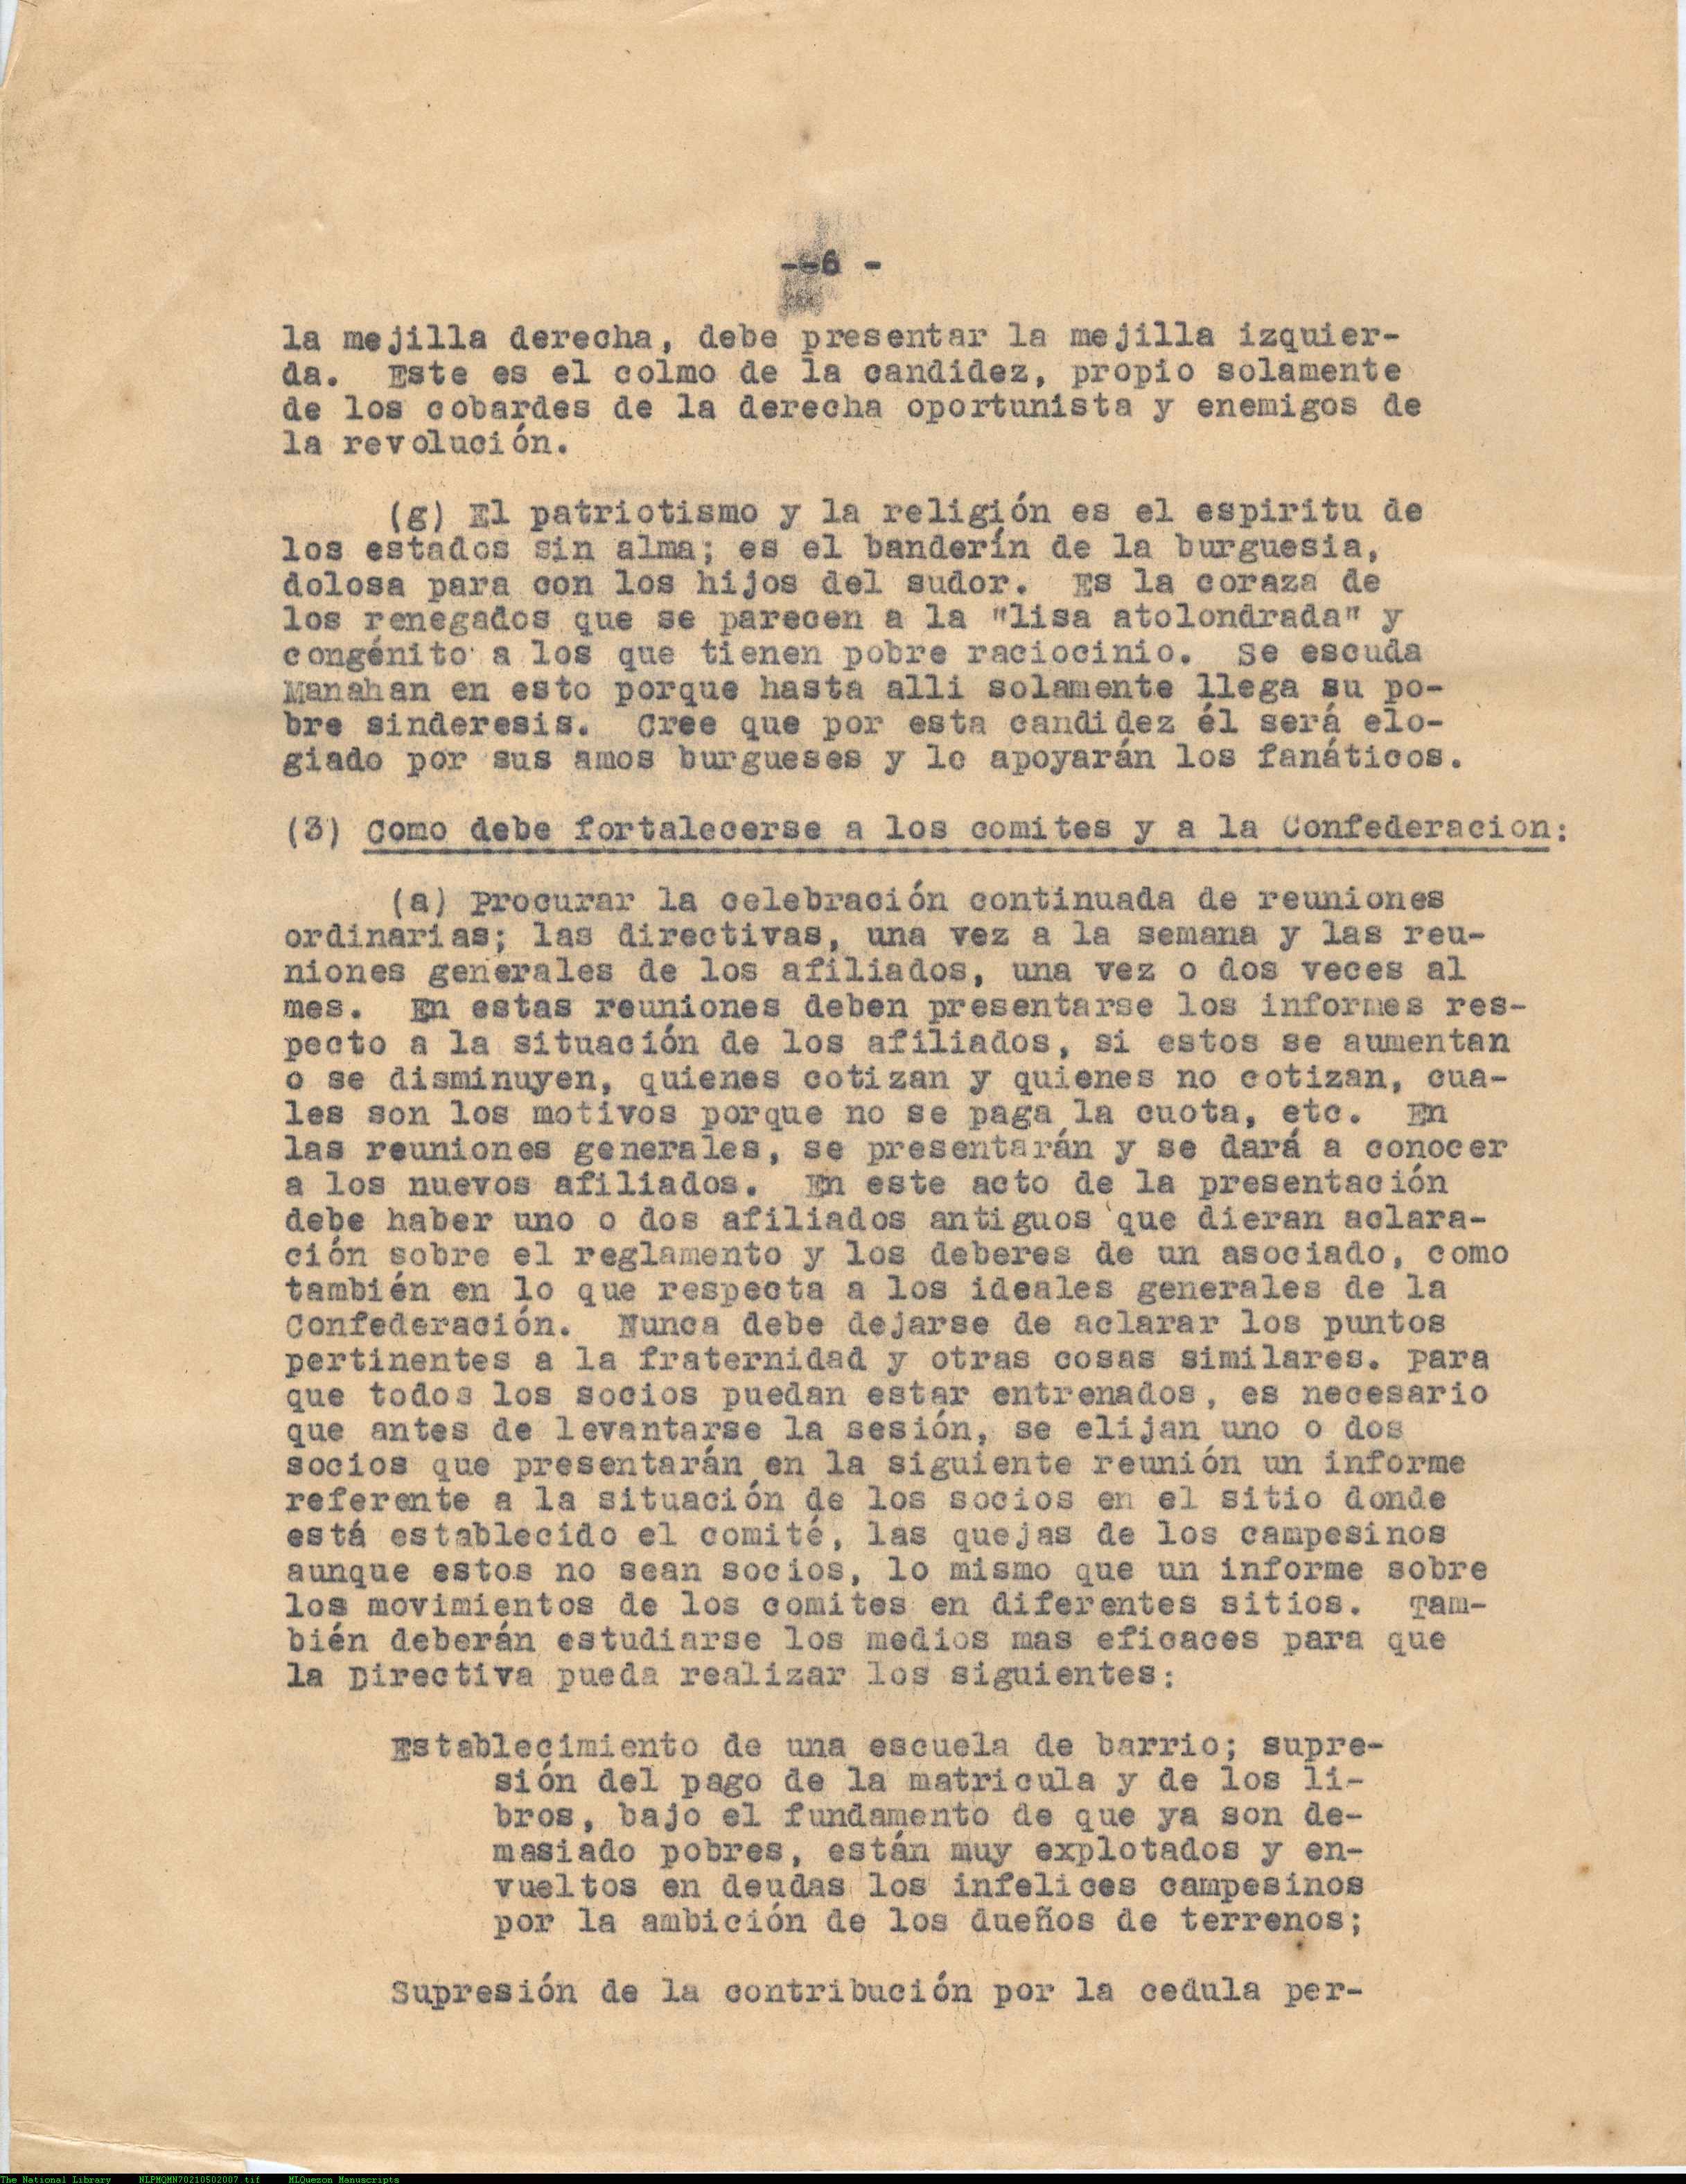 --6 -
la mejilla derecha, debe presentar la mejilla izquier-
da.  Este es el colmo de la candidez, propio solamente
de los cobardes de la derecha oportunista y enemigos de
la revolución.
(g) El patriotismo y la religión es el espiritu de
los estados sin alma; es el banderín de la burguesia,
dolosa para con los hijos del sudor.  Es la coraza de
los renegados que se parecen a la "lisa atolondrada" y
congénito a los que tienen pobre raciocinio.  Se escuda
Manahan en esto porque hasta alli solamente llega su po-
bre sinderesis.  Cree que por esta candidez él será elo-
giado por sus amos burgueses y lo apoyarán los fanáticos.
(3) Como debe fortalecerse a los comites y a la Confederacion:
(a) Procurar la celebración continuada de reuniones
ordinarias; las directivas, una vez a la semana y las reu-
niones generales de los afiliados, una vez o dos veces al
mes.  En estas reuniones deben presentarse los informes res-
pecto a la situación de los afiliados, si estos se aumentan
o se disminuyen, quienes cotizan y quienes no cotizan, cua-
les son los motivos porque no se paga la cuota, etc.  En
las reuniones generales, se presentarán y se dará a conocer
a los nuevos afiliados.  En este acto de la presentación
debe haber uno o dos afiliados antiguos que dieran aclara-
ción sobre el reglamento y los deberes de un asociado, como
también en lo que respecta a los ideales generales de la
Confederación.  Nunca debe dejarse de aclarar los puntos
pertinentes a la fraternidad y otras cosas similares. Para
que todos los socios puedan estar entrenados, es necesario
que antes de levantarse la sesión, se elijan uno o dos
socios que presentarán en la siguiente reunión un informe
referente a la situación de los socios en el sitio donde
está establecido el comité, las quejas de los campesinos
aunque estos no sean socios, lo mismo que un informe sobre
los movimientos de los comites en diferentes sitios.  Tam-
bién deberán estudiarse los medios mas eficaces para que
la Directiva pueda realizar los siguientes:
Establecimiento de una escuela de barrio; supre-
sión del pago de la matricula y de los li-
bros, bajo el fundamento de que ya son de-
masiado pobres, están muy explotados y en-
vueltos en deudas los infelices campesinos
por la ambición de los dueños de terrenos;
Supresión de la contribución por la cedula per-
The National Library NLPMQMN70210502007.tif MLQuezon Manuscripts